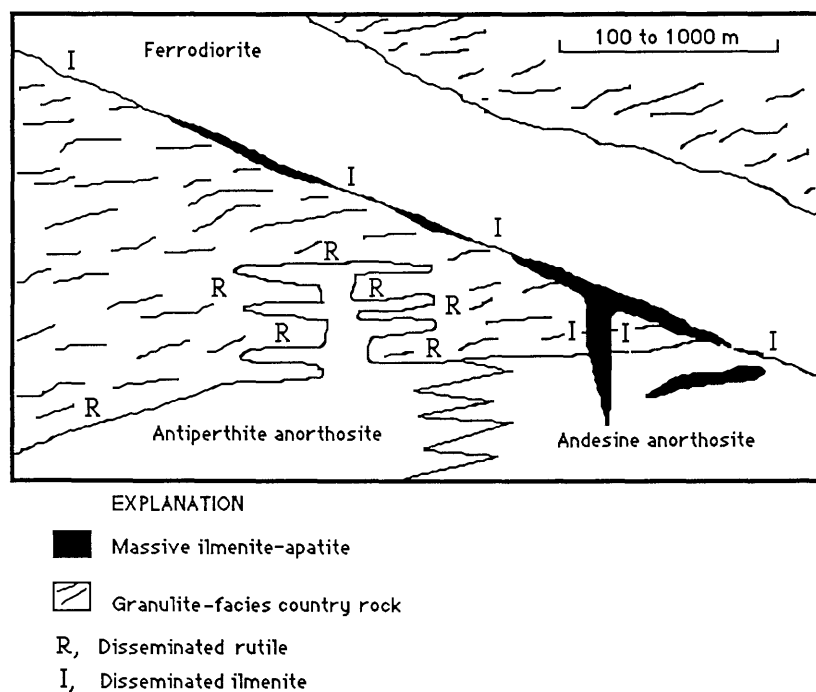 I
Ferrodiorite
100 to 1000 m
I
I
R
R
R
R
R
R
I
I
I
R
Antiperthite anorthosite
Andesine anorthosite
EXPLANATION
Massive ilmenite-apatite
Granulite-facies country rock
R, Disseminated rutile
I, Disseminated ilmenite